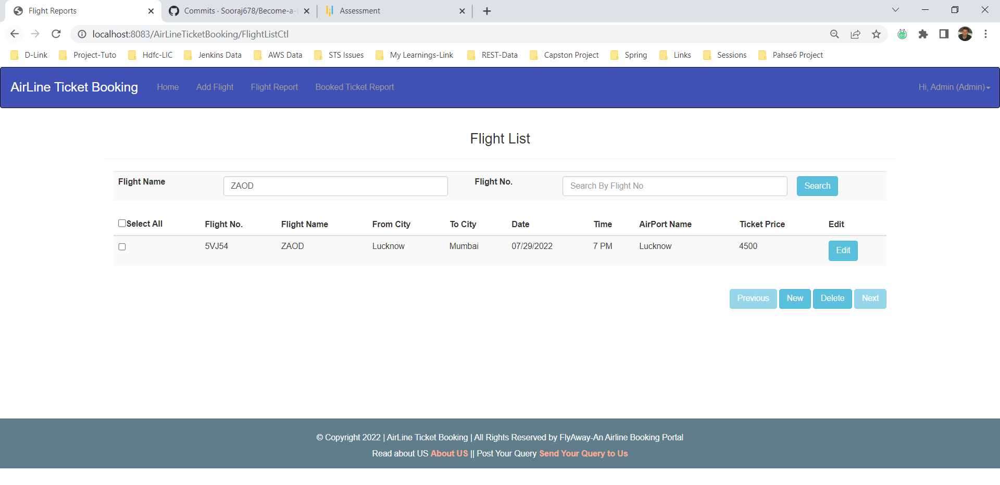 Flight Reports
Commits · Sooraj678/Become-a-
Assessment
localhost:8083/AirLineTicketBooking/FlightListCtl
D-Link Project-Tuto Hdfc-LIC Jenkins Data AWS Data STS Issues My Learnings-Link REST-Data Capston Project Spring Links Sessions Pahse6 Project
AirLine Ticket Booking Home Add Flight Flight Report Booked Ticket Report Hi, Admin (Admin)
Flight List
Flight Name ZAOD Flight No. Search By Flight No Search
Select All Flight No. Flight Name From City To City Date Time AirPort Name Ticket Price Edit
5VJ54 ZAOD Lucknow Mumbai 07/29/2022 7 PM Lucknow 4500 Edit
Previous New Delete Next
© Copyright 2022 | AirLine Ticket Booking | All Rights Reserved by FlyAway-An Airline Booking Portal
Read about US About US || Post Your Query Send Your Query to Us